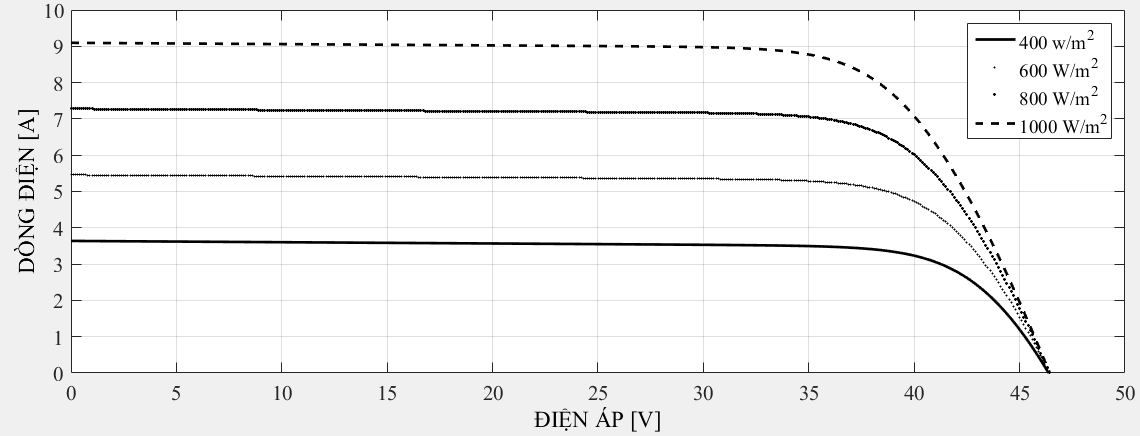 10
9
8
7
6
5
4
3
2
1
0
DÒNG ĐIỆN [A]
400 w/m²
600 W/m²
800 W/m²
1000 W/m²
0 5 10 15 20 25 30 35 40 45 50
ĐIỆN ÁP [V]